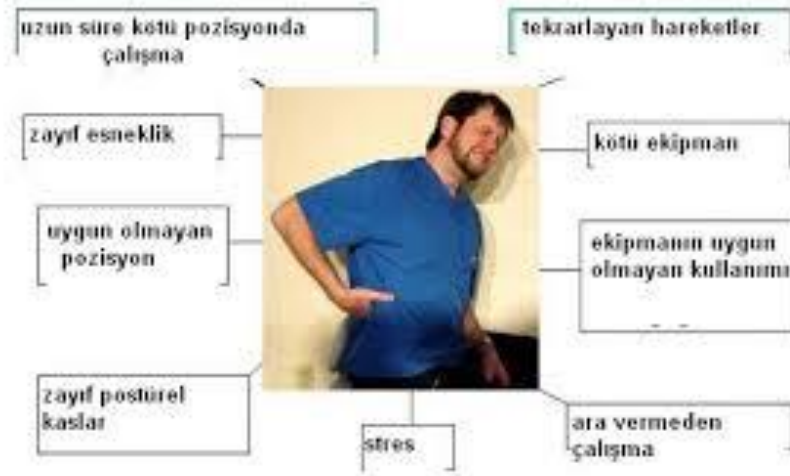 uzun süre kötü pozisyonda
çalışma
tekrarlayan hareketler
zayıf esneklik
kötü ekipman
uygun olmayan
pozisyon
ekipmanın uygun
olmayan kullanımı
zayıf postürel
kaslar
stres
ara vermeden
çalışma